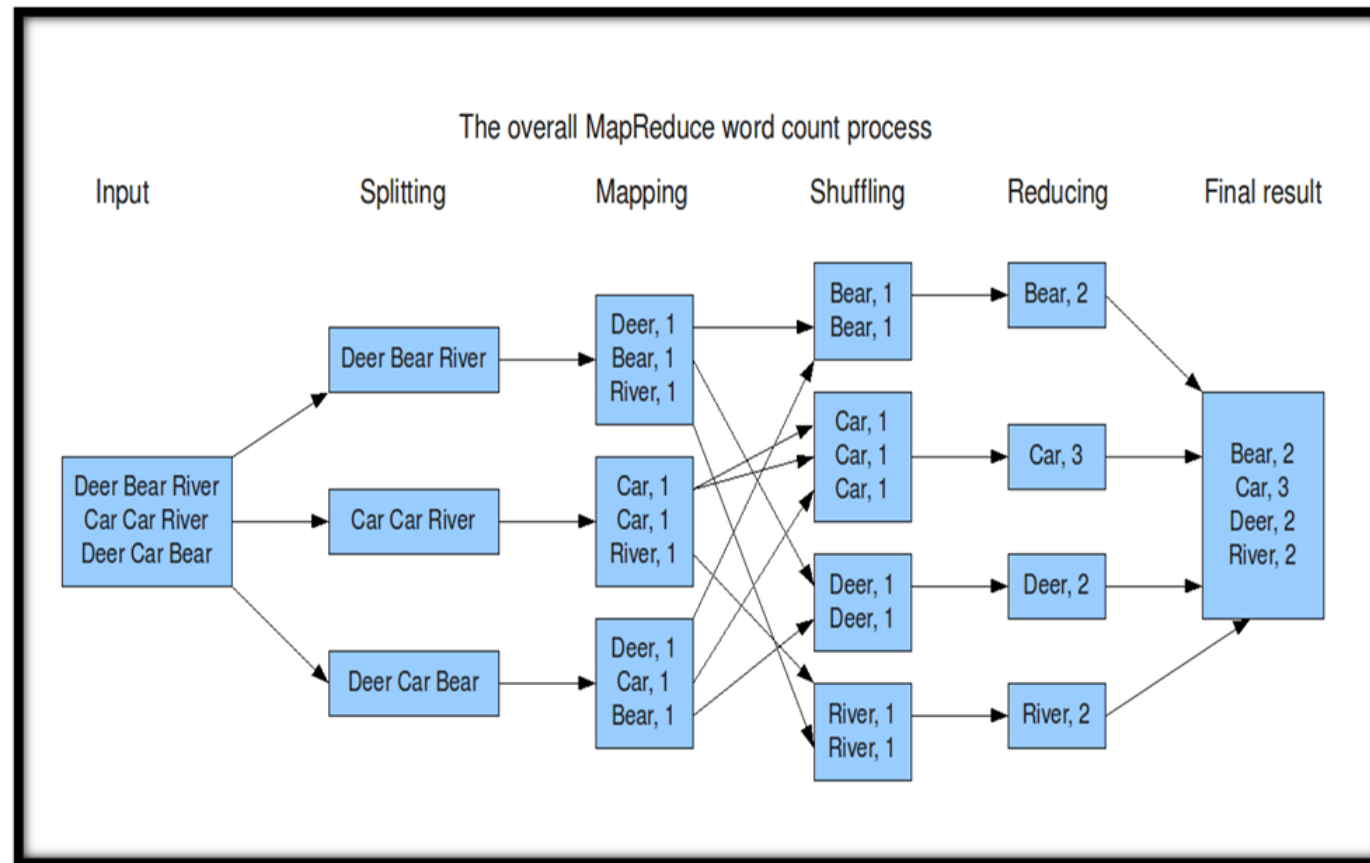 The overall MapReduce word count process
Input
Splitting
Mapping
Shuffling
Reducing
Final result
Deer Bear River
Car Car River
Deer Car Bear
Deer Bear River
Car Car River
Deer Car Bear
Deer, 1
Bear, 1
River, 1
Car, 1
Car, 1
River, 1
Deer, 1
Car, 1
Bear, 1
Bear, 1
Bear, 1
Car, 1
Car, 1
Car, 1
Deer, 1
Deer, 1
River, 1
River, 1
Bear, 2
Car, 3
Deer, 2
River, 2
Bear, 2
Car, 3
Deer, 2
River, 2